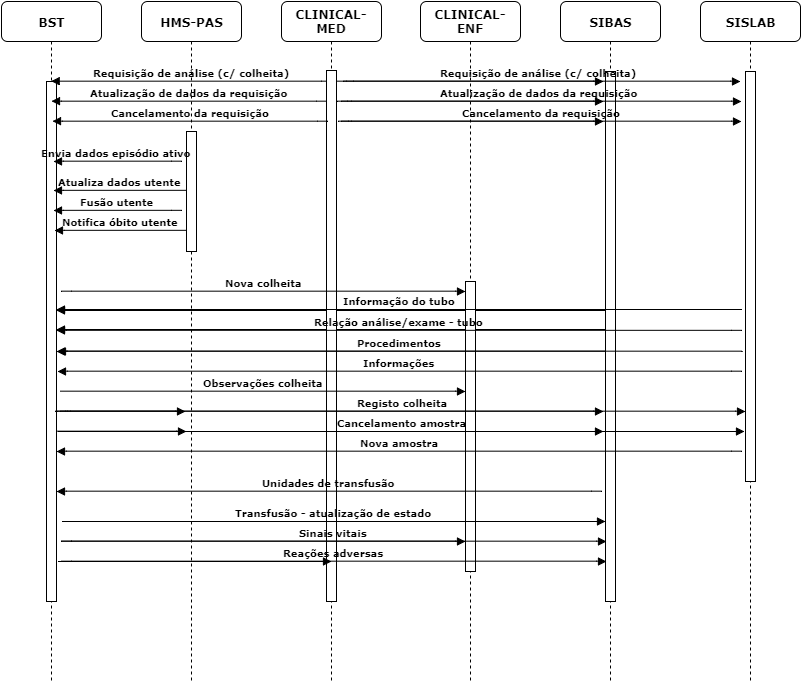 BST
HMS-PAS
CLINICAL-
MED
CLINICAL-
ENF
SIBAS
SISLAB
Requisição de análise (c/ colheita)
Requisição de análise (c/ colheita)
Atualização de dados da requisição
Atualização de dados da requisição
Cancelamento da requisição
Cancelamento da requisição
Envia dados episódio ativo
Atualiza dados utente
Fusão utente
Notifica óbito utente
Nova colheita
Informação do tubo
Relação análise/exame - tubo
Procedimentos
Informações
Observações colheita
Registo colheita
Cancelamento amostra
Nova amostra
Unidades de transfusão
Transfusão - atualização de estado
Sinais vitais
Reações adversas